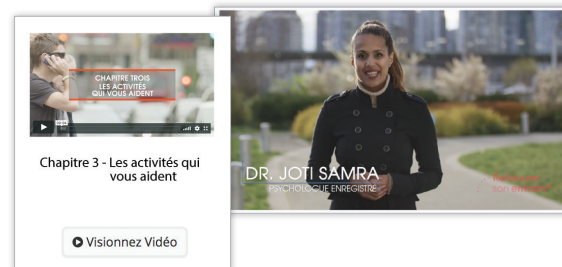 CHAPITRE TROIS
LES ACTIVITÉS
QUI VOUS AIDENT
Chapitre 3 - Les activités qui
vous aident
Visionnez Vidéo
DR. JOTI SAMRA
PSYCHOLOGUE ENREGISTRÉ